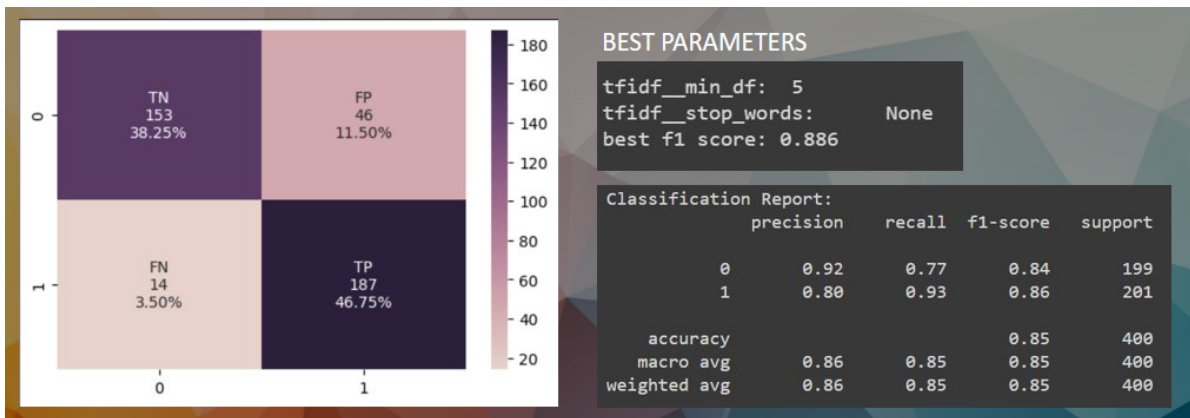 TN
153
38.25%
FP
46
11.50%
FN
14
3.50%
TP
187
46.75%
0
1
0
1
180
160
140
120
100
80
60
40
20
BEST PARAMETERS
tfidf__min_df:  5
tfidf__stop_words:       None
best f1 score: 0.886
Classification Report:
              precision    recall  f1-score   support
           0       0.92      0.77      0.84       199
           1       0.80      0.93      0.86       201
    accuracy                           0.85       400
   macro avg       0.86      0.85      0.85       400
weighted avg       0.86      0.85      0.85       400